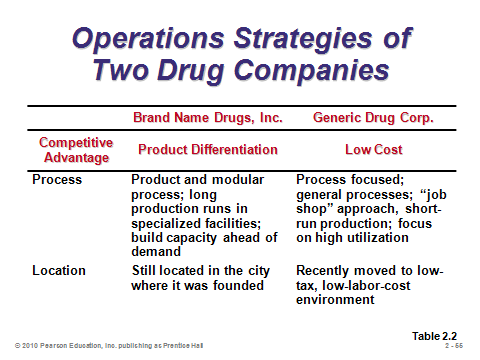 Operations Strategies of
Two Drug Companies
Brand Name Drugs, Inc. Generic Drug Corp.
Competitive
Advantage
Product Differentiation
Low Cost
Process
Product and modular
process; long
production runs in
specialized facilities;
build capacity ahead of
demand
Process focused;
general processes; “job
shop” approach, short-
run production; focus
on high utilization
Location
Still located in the city
where it was founded
Recently moved to low-
tax, low-labor-cost
environment
Table 2.2
© 2010 Pearson Education, Inc. publishing as Prentice Hall
2 - 55